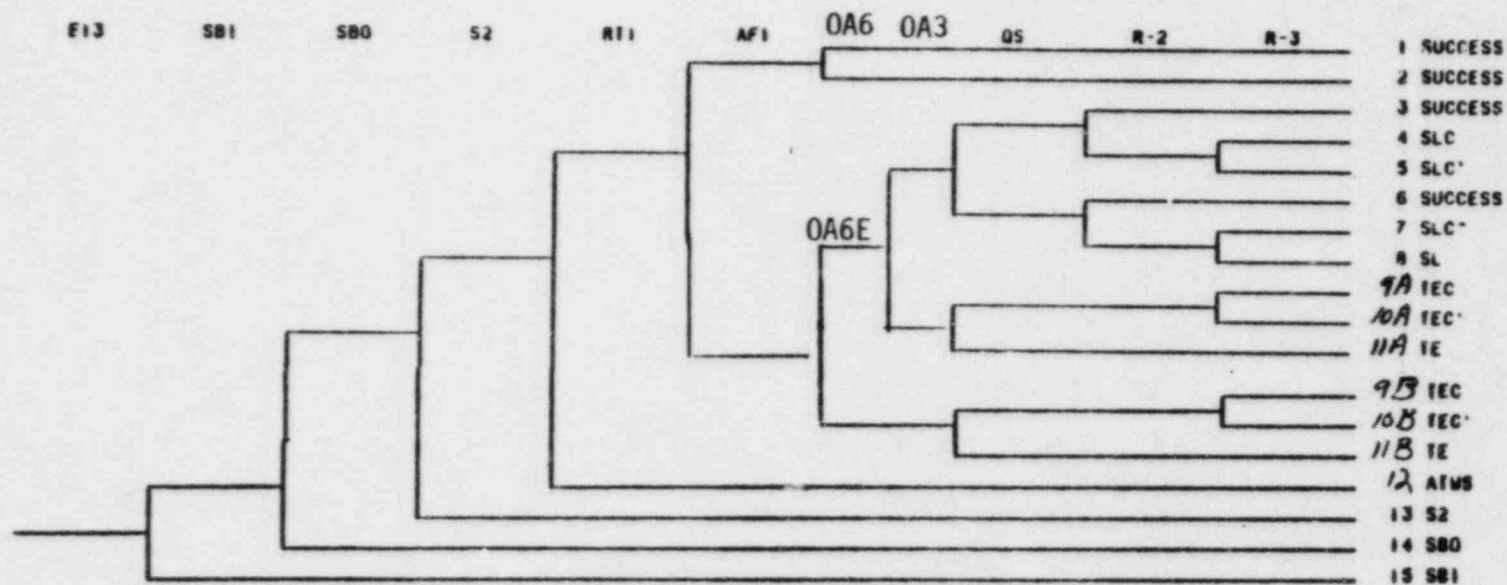 EI3 SB1 SBO S2 RT1 AF1 OA6 OA3 QS R-2 R-3
1 SUCCESS
2 SUCCESS
3 SUCCESS
4 SLC
5 SLC'
6 SUCCESS
OA6E
7 SLC"
8 SL
9A TEC
10A TEC'
11A TE
9B TEC
10B TEC'
11B TE
12 ATWS
13 S2
14 SBO
15 SB1